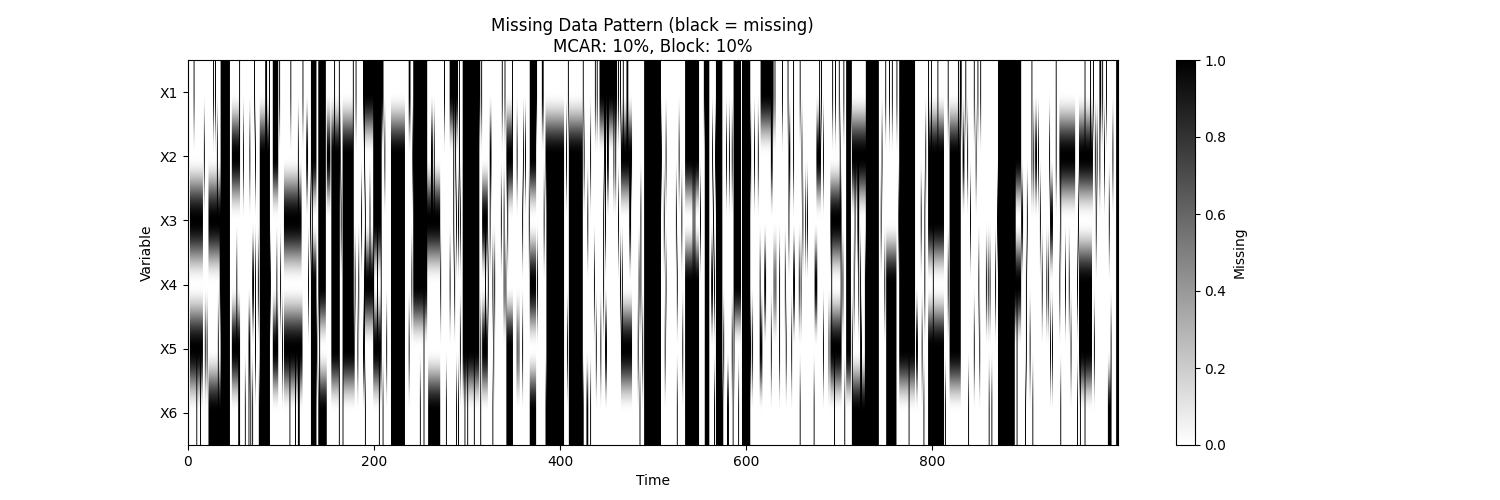 Missing Data Pattern (black = missing)
MCAR: 10%, Block: 10%
Variable
X1
X2
X3
X4
X5
X6
0 200 400 600 800
Time
1.0
0.8
0.6
0.4
0.2
0.0
Missing